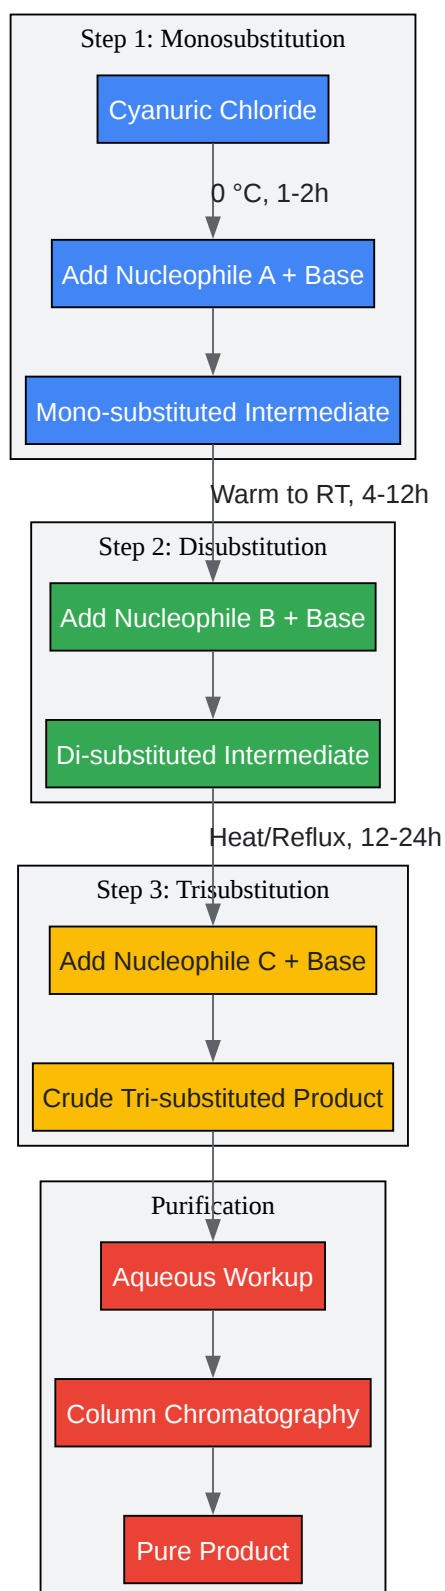 Step 1: Monosubstitution
Cyanuric Chloride
0 °C, 1-2h
Add Nucleophile A + Base
Mono-substituted Intermediate
Warm to RT, 4-12h
Step 2: Disubstitution
Add Nucleophile B + Base
Di-substituted Intermediate
Heat/Reflux, 12-24h
Step 3: Trisubstitution
Add Nucleophile C + Base
Crude Tri-substituted Product
Purification
Aqueous Workup
Column Chromatography
Pure Product